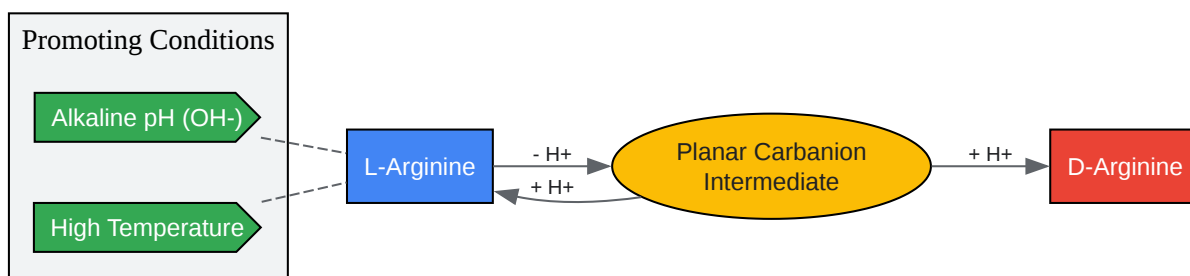 Promoting Conditions
Alkaline pH (OH-)
High Temperature
L-Arginine
- H+
+ H+
Planar Carbanion
Intermediate
+ H+
D-Arginine